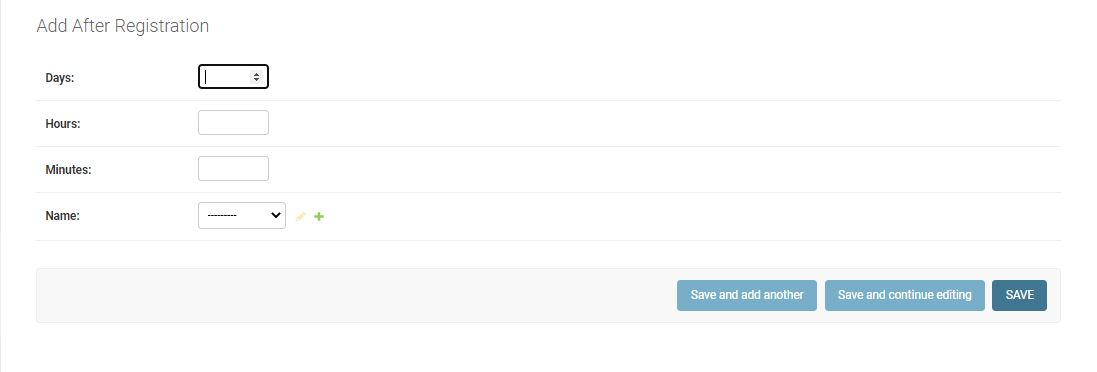 Add After Registration
Days:
Hours:
Minutes:
Name:
---------
Save and add another
Save and continue editing
SAVE